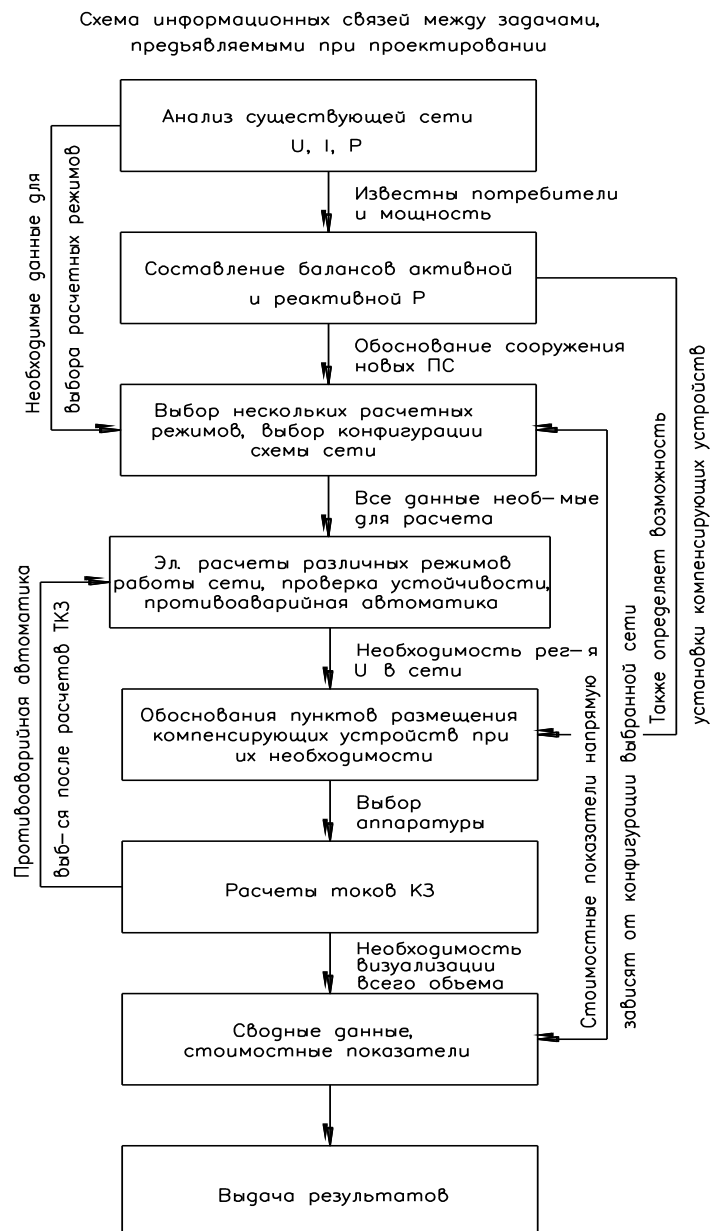 Схема информационных связей между задачами,
предъявляемыми при проектировании
Анализ существующей сети
U, I, P
Необходимые данные для
выбора расчетных режимов
Известны потребители
и мощность
Составление балансов активной
и реактивной Р
Обоснование сооружения
новых ПС
Выбор нескольких расчетных
режимов, выбор конфигурации
схемы сети
Также определяет возможность
установки компенсирующих устройств
Все данные необ-мые
для расчета
Эл. расчеты различных режимов
работы сети, проверка устойчивости,
противоаварийная автоматика
Противоаварийная автоматика
выб-ся после расчетов ТКЗ
Необходимость рег-я
U в сети
Обоснования пунктов размещения
компенсирующих устройств при
их необходимости
Стоимостные показатели напрямую
зависят от конфигурации выбранной сети
Выбор
аппаратуры
Расчеты токов КЗ
Необходимость
визуализации
всего объема
Сводные данные,
стоимостные показатели
Выдача результатов